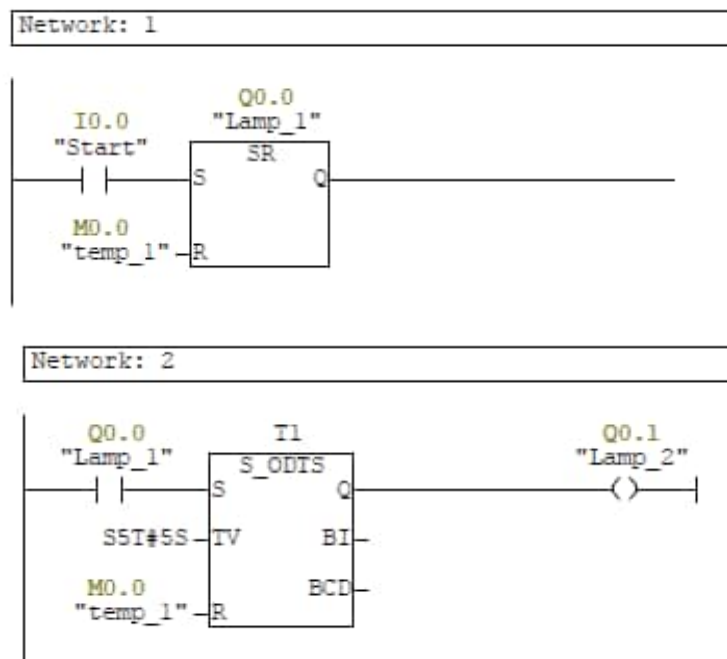 Network: 1
Q0.0
I0.0 "Lamp_1"
"Start" SR
S Q
M0.0
"temp_1" R
Network: 2
Q0.0 T1 Q0.1
"Lamp_1" S_ODTS "Lamp_2"
S Q ( )
S5T#5S TV BI
M0.0 BCD
"temp_1" R